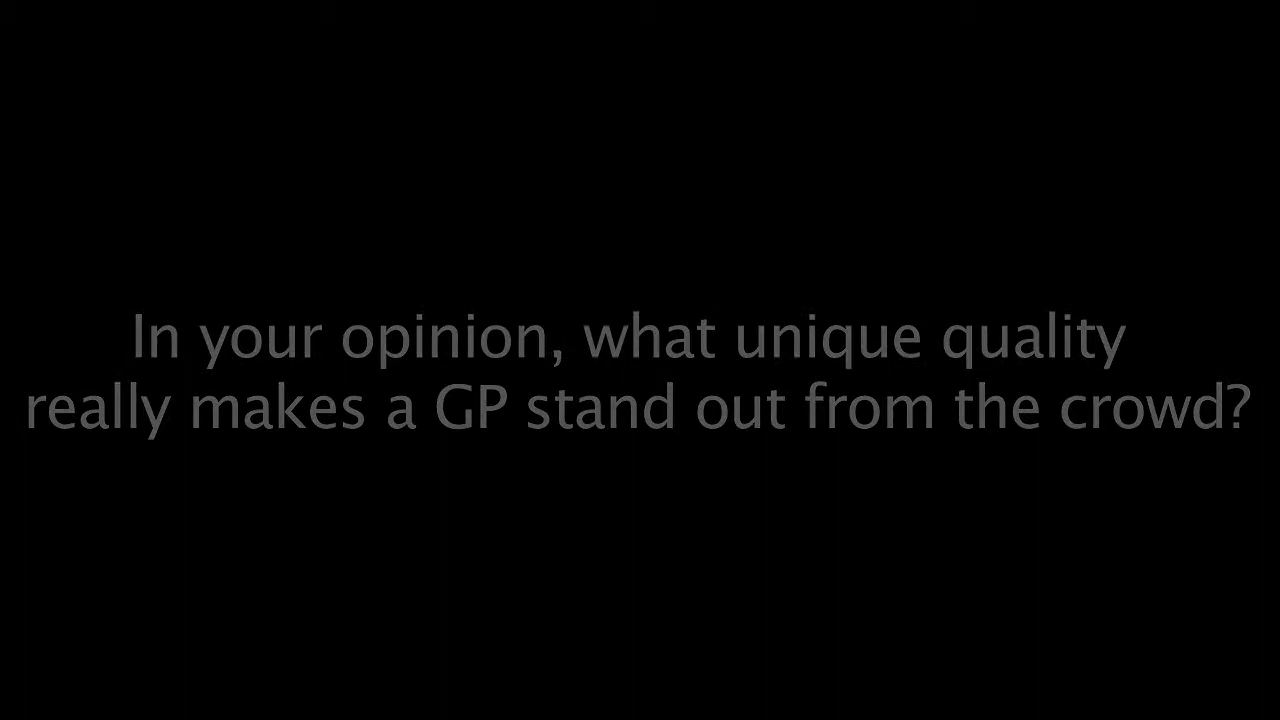 In your opinion, what unique quality
really makes a GP stand out from the crowd?